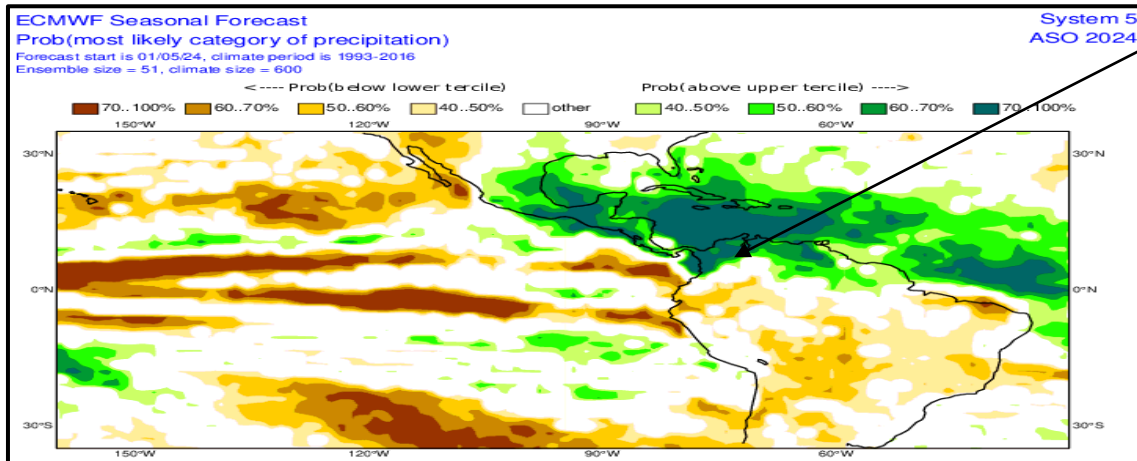 ECMWF Seasonal Forecast System 5
Prob(most likely category of precipitation) ASO 2024
Forecast start is 01/05/24, climate period is 1993-2016
Ensemble size = 51, climate size = 600
<---- Prob(below lower tercile) Prob(above upper tercile) ---->
70..100% 60..70% 50..60% 40..50% other 40..50% 50..60% 60..70% 70..100%
150°W 120°W 90°W 60°W
30°N 30°N
0°N 0°N
30°S 30°S
150°W 120°W 90°W 60°W